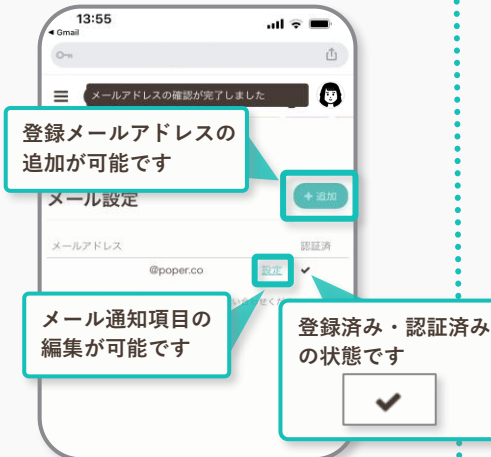 13:55
Gmail
メールアドレスの確認が完了しました
登録メールアドレスの
追加が可能です
メール設定
+ 追加
メールアドレス
認証済
@poper.co
設定
メール通知項目の
編集が可能です
登録済み・認証済み
の状態です